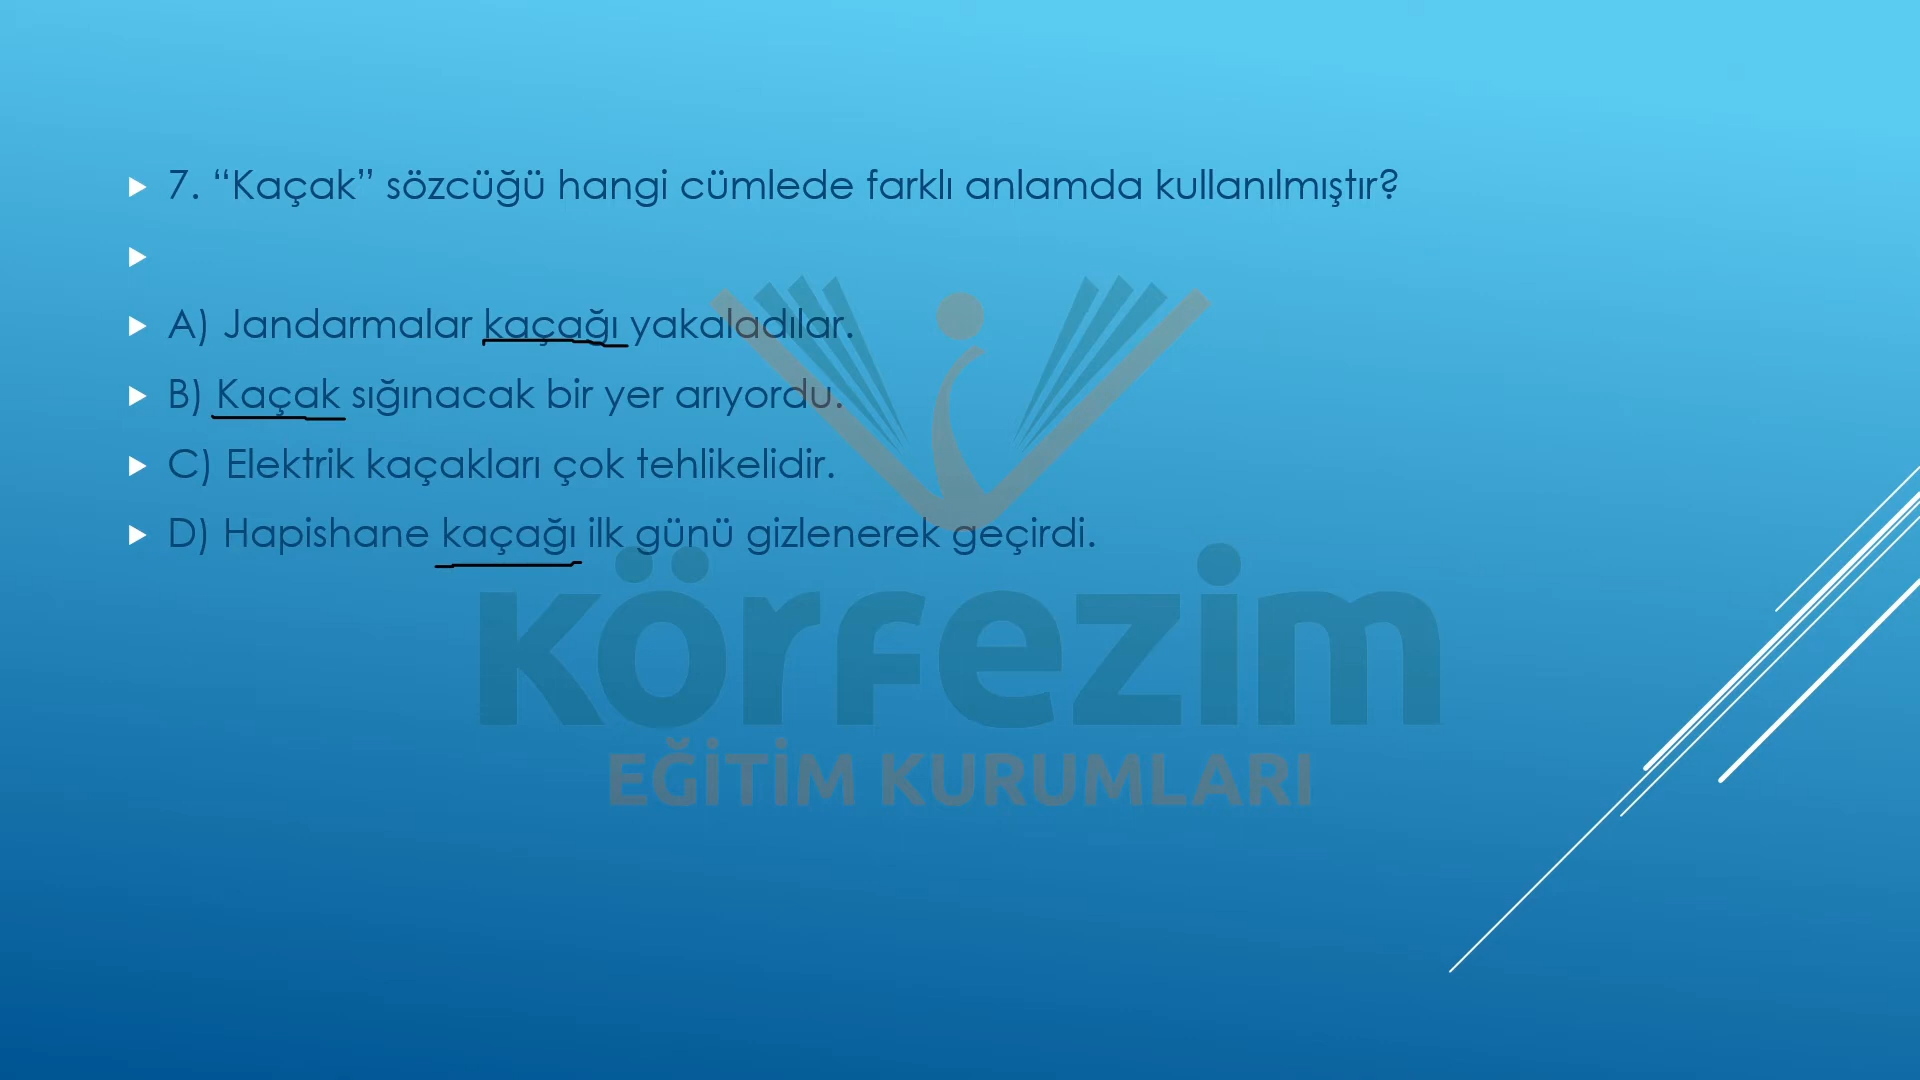 7. “Kaçak” sözcüğü hangi cümlede farklı anlamda kullanılmıştır?
A) Jandarmalar kaçağı yakaladılar.
B) Kaçak sığınacak bir yer arıyordu.
C) Elektrik kaçakları çok tehlikelidir.
D) Hapishane kaçağı ilk günü gizlenerek geçirdi.
körfezim
EĞİTİM KURUMLARI